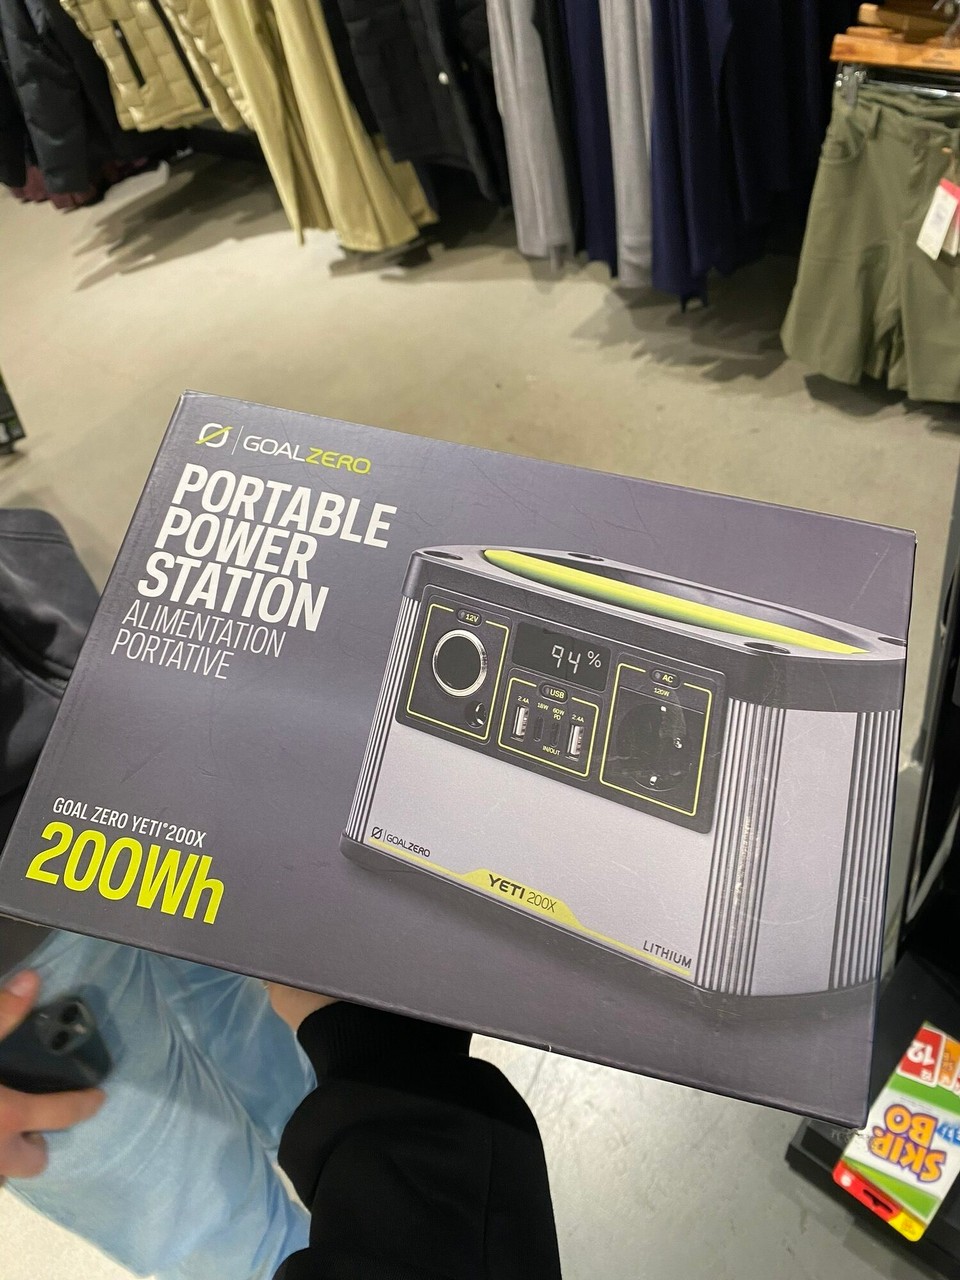 GOALZERO
PORTABLE
POWER
STATION
ALIMENTATION
PORTATIVE
12V
94%
USB
2.4A
18W
60W
PD
2.4A
IN/OUT
AC
120W
GOAL ZERO YETI®200X
200Wh
GOALZERO
YETI 200X
LITHIUM
12
SKIP-
BO